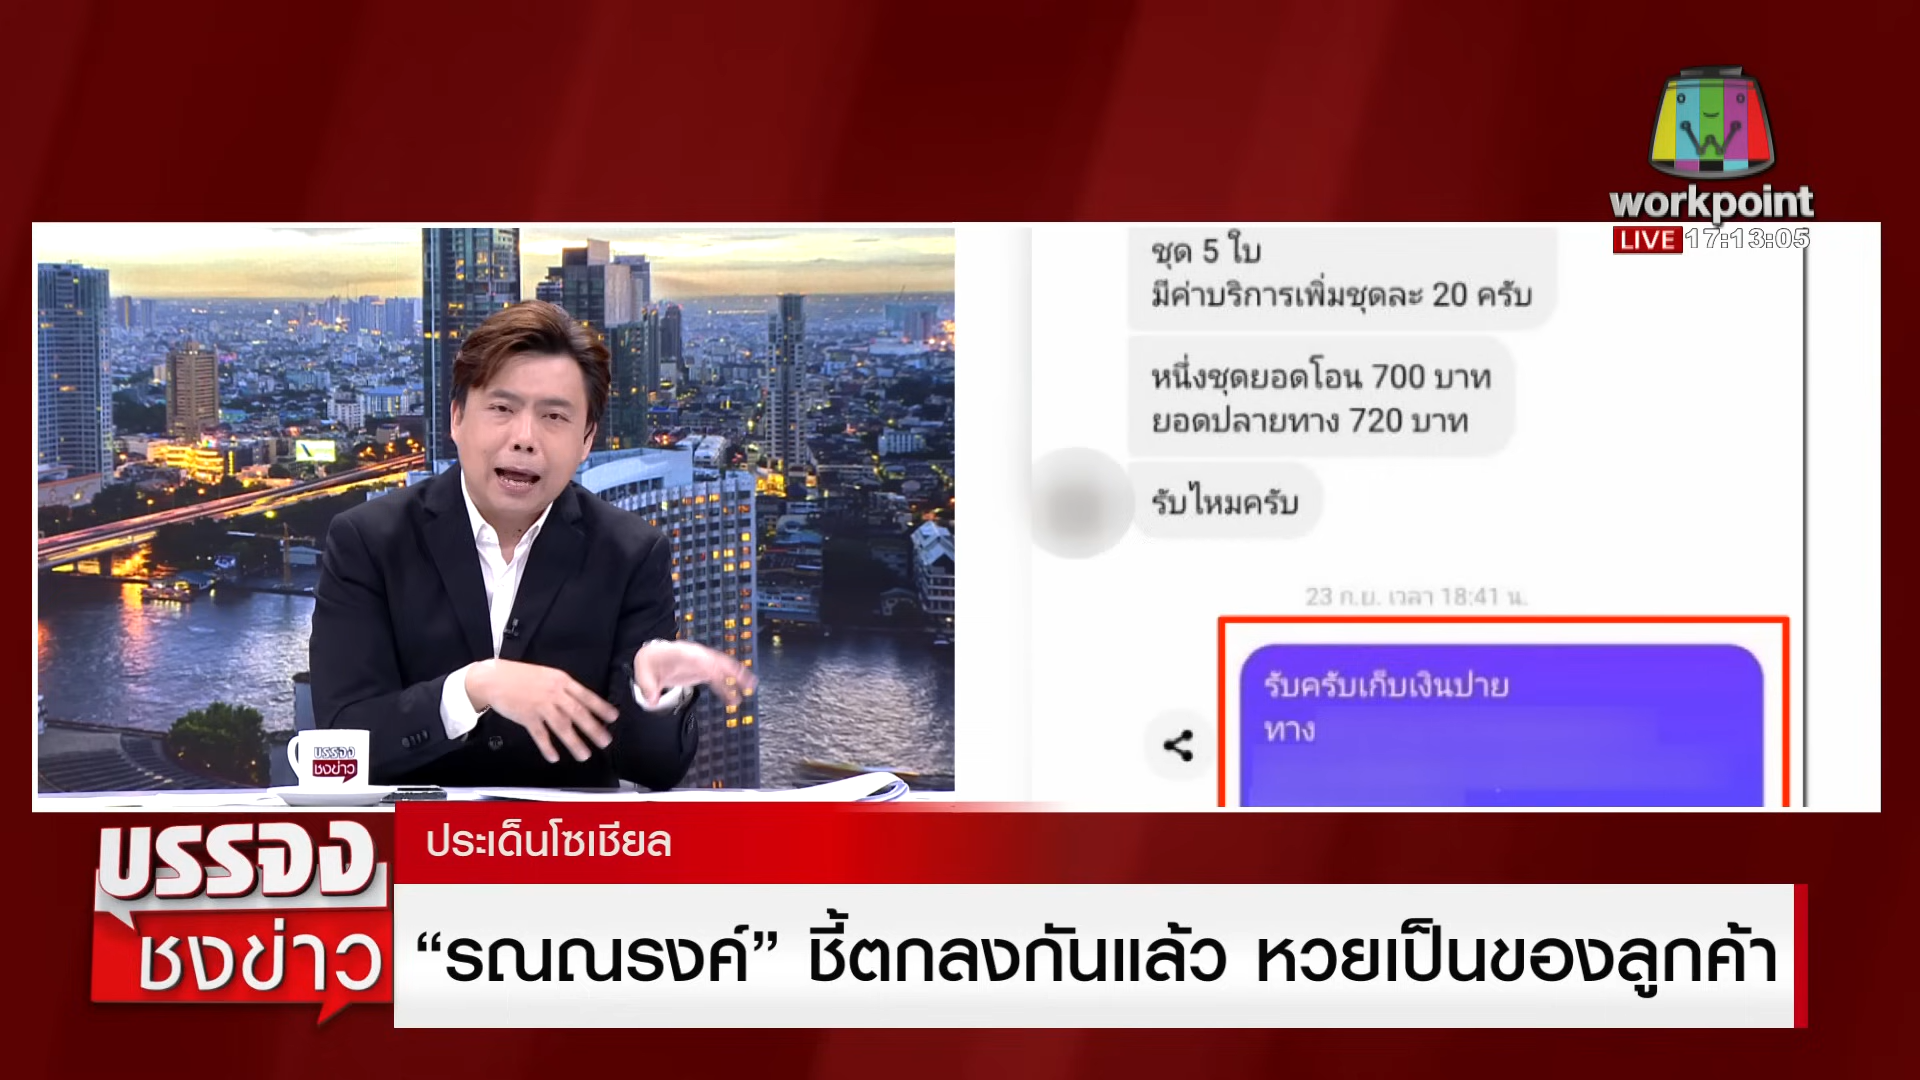 workpoint
LIVE 17:13:05
ชุด 5 ใบ
มีค่าบริการเพิ่มชุดละ 20 ครับ
หนึ่งชุดยอดโอน 700 บาท
ยอดปลายทาง 720 บาท
รับไหมครับ
23 ก.ย. เวลา 18:41 น.
รับครับเก็บเงินปาย
ทาง
บรรจง
ชงข่าว
บรรจง
ชงข่าว
ประเด็นโซเชียล
“รณณรงค์” ชี้ตกลงกันแล้ว หวยเป็นของลูกค้า